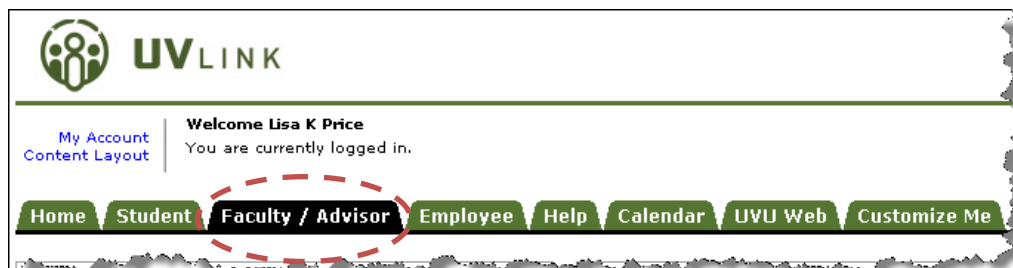 UVLINK
My Account
Content Layout
Welcome Lisa K Price
You are currently logged in.
Home Student Faculty / Advisor Employee Help Calendar UVU Web Customize Me